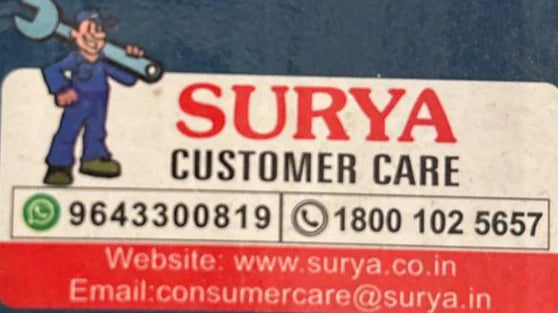 SURYA
CUSTOMER CARE
9643300819 1800 102 5657
Website: www.surya.co.in
Email:consumercare@surya.in